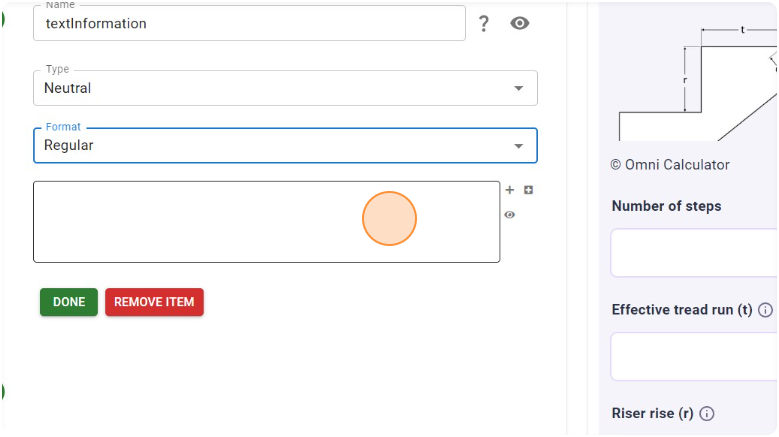 Name
textInformation
?
Type
Neutral
Format
Regular
DONE
REMOVE ITEM
t
r
© Omni Calculator
Number of steps
Effective tread run (t)
Riser rise (r)